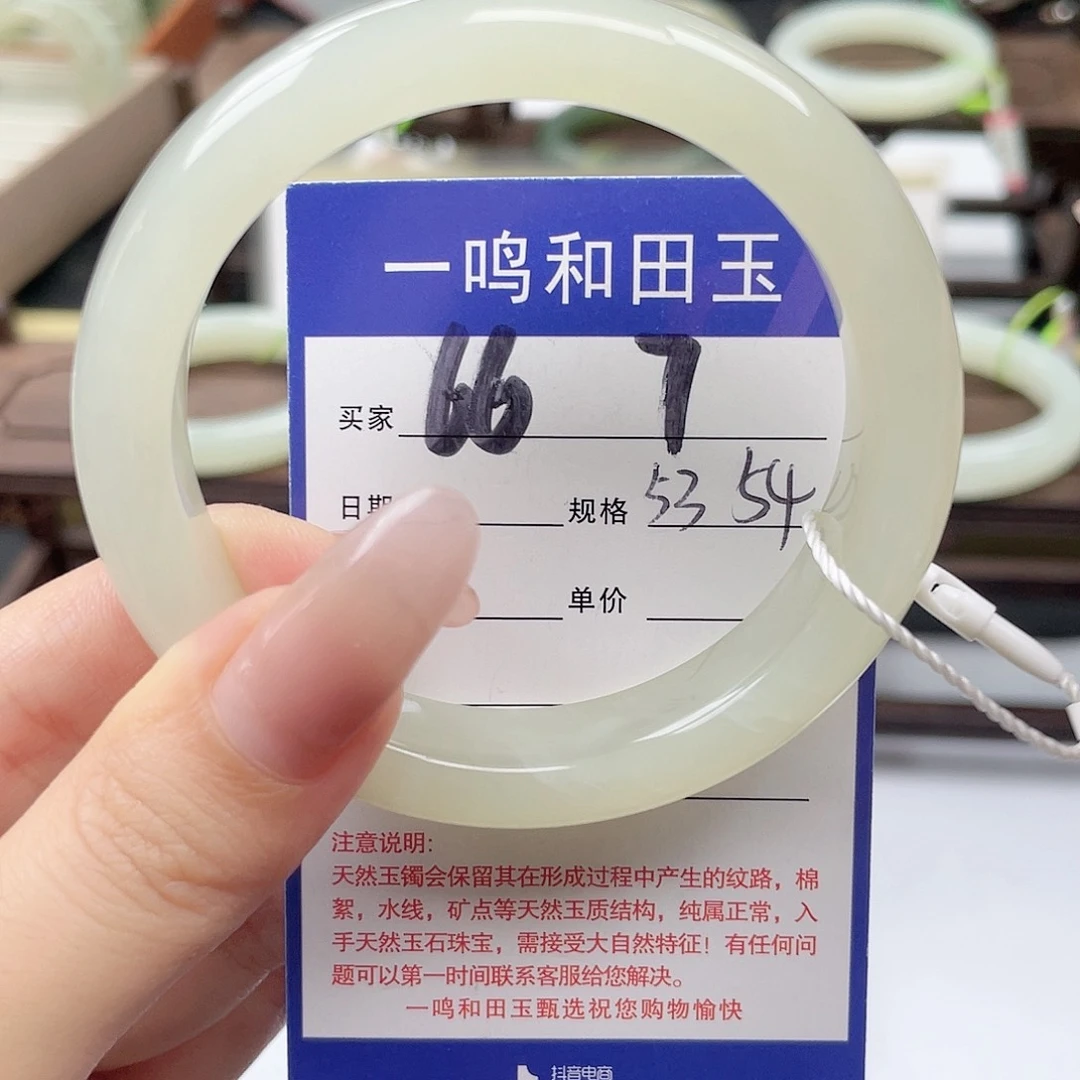 一鸣和田玉
买家 66 7
规格 53 54
单价
注意说明:
天然玉镯会保留其在形成过程中产生的纹路，棉
絮，水线，矿点等天然玉质结构，纯属正常，入
手天然玉石珠宝，需接受大自然特征！有任何问
题可以第一时间联系客服给您解决。
一鸣和田玉甄选祝您购物愉快
抖音电商